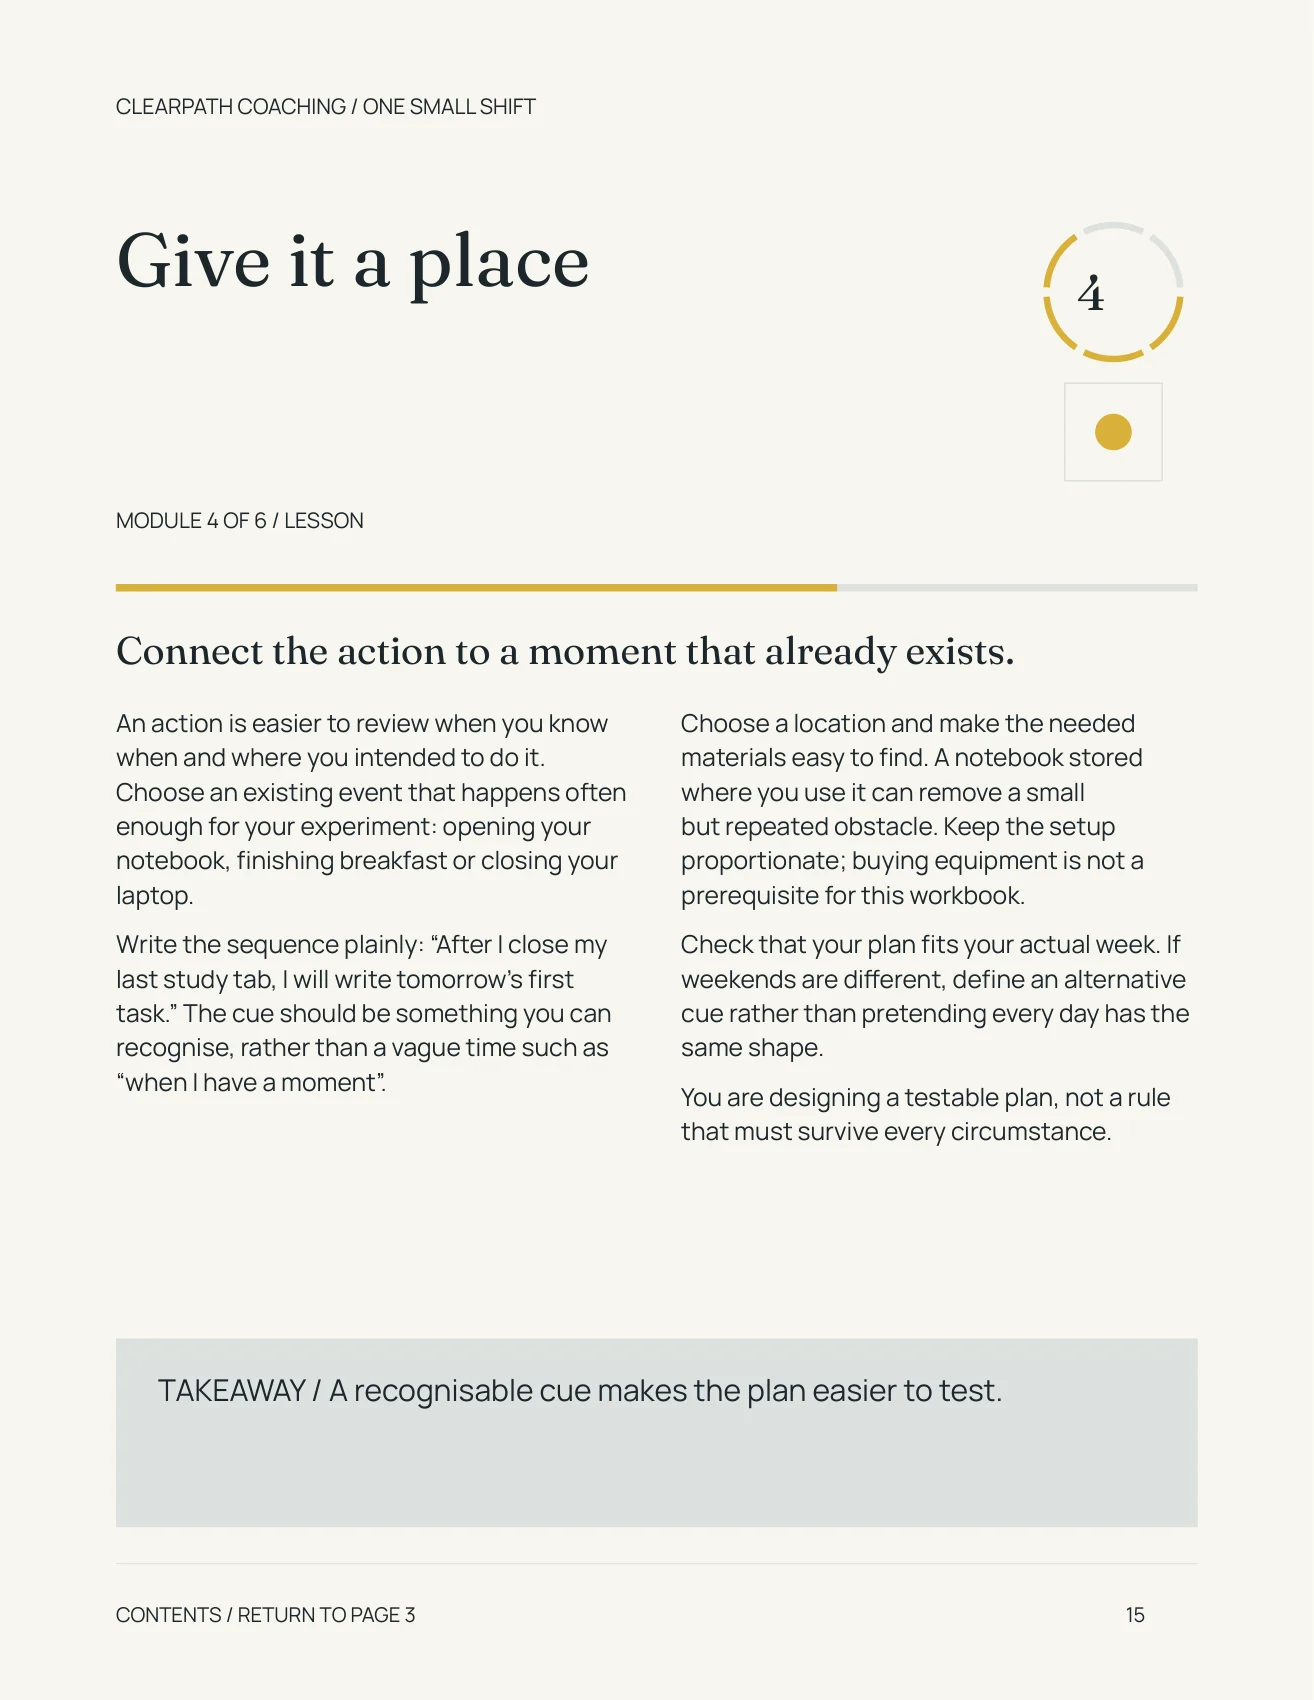 CLEARPATH COACHING / ONE SMALL SHIFT
Give it a place
4
MODULE 4 OF 6 / LESSON
Connect the action to a moment that already exists.
An action is easier to review when you know
when and where you intended to do it.
Choose an existing event that happens often
enough for your experiment: opening your
notebook, finishing breakfast or closing your
laptop.
Write the sequence plainly: “After I close my
last study tab, I will write tomorrow’s first
task.” The cue should be something you can
recognise, rather than a vague time such as
“when I have a moment”.
Choose a location and make the needed
materials easy to find. A notebook stored
where you use it can remove a small
but repeated obstacle. Keep the setup
proportionate; buying equipment is not a
prerequisite for this workbook.
Check that your plan fits your actual week. If
weekends are different, define an alternative
cue rather than pretending every day has the
same shape.
You are designing a testable plan, not a rule
that must survive every circumstance.
TAKEAWAY / A recognisable cue makes the plan easier to test.
CONTENTS / RETURN TO PAGE 3
15